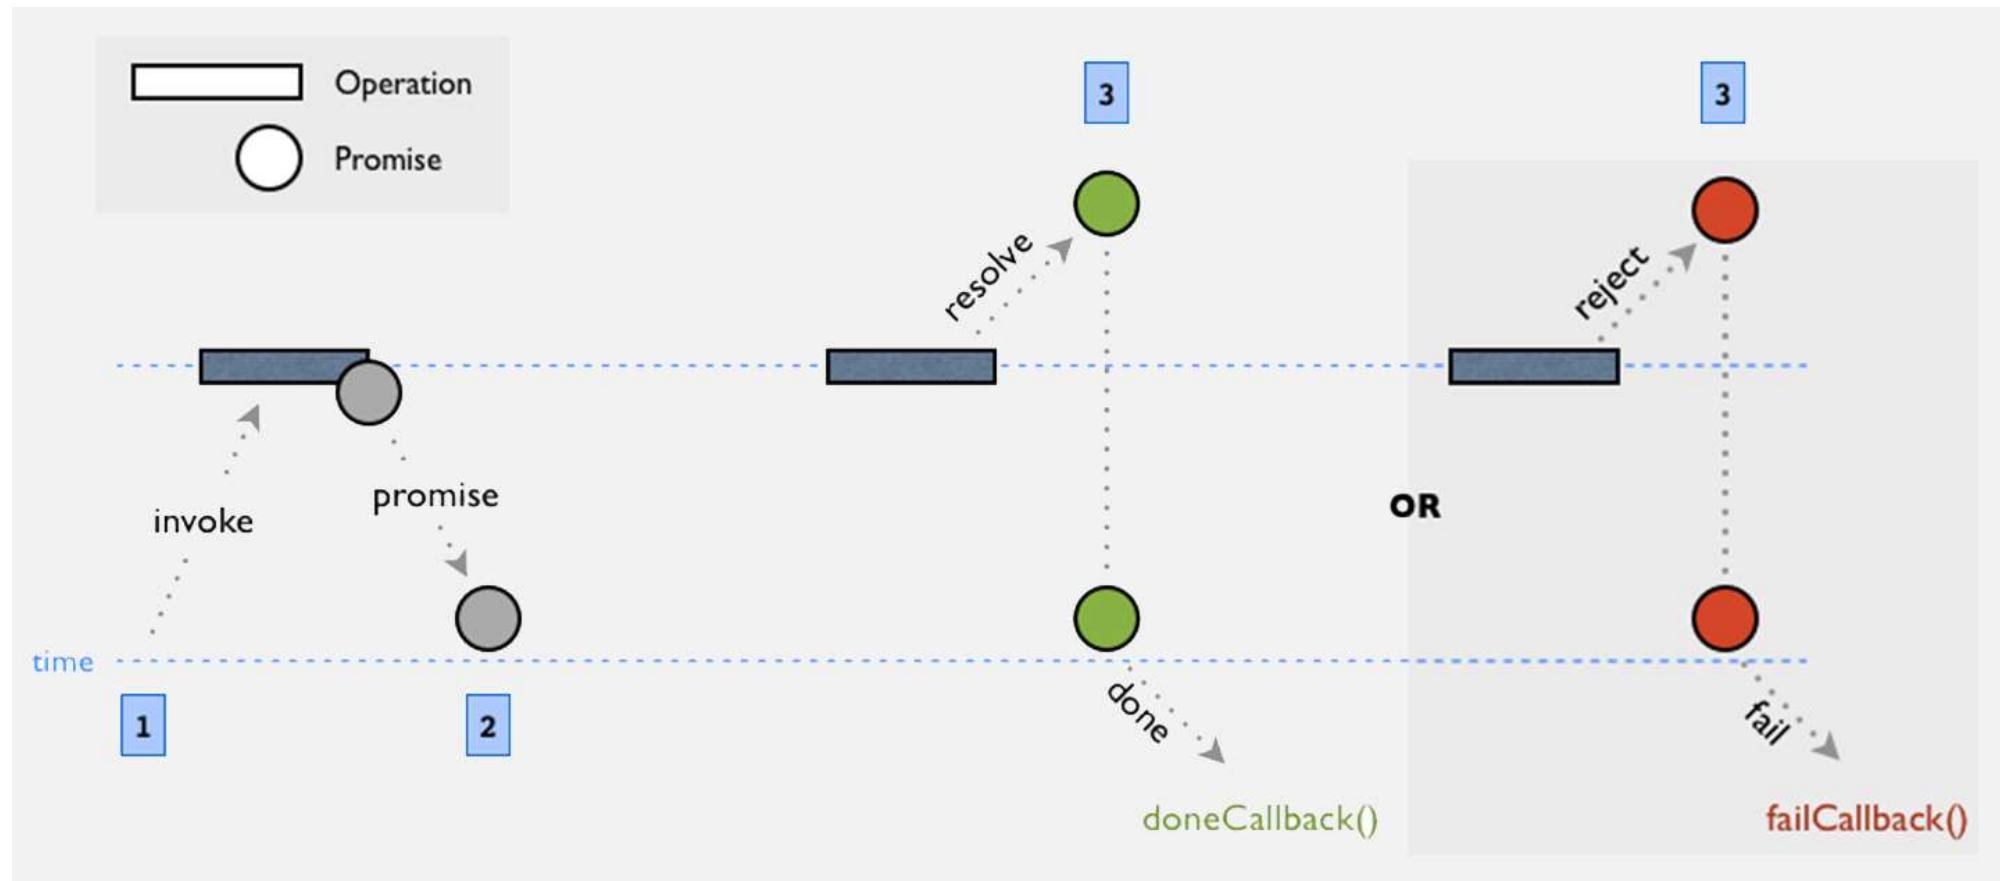 Operation
Promise
3
3
resolve
reject
promise
invoke
OR
time
1
2
done
fail
doneCallback()
failCallback()